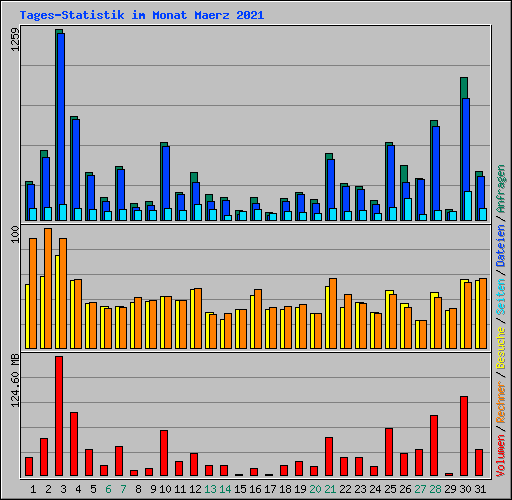 Tages-Statistik im Monat Maerz 2021
1259
100
124.60 MB
Volumen / Rechner / Besuche / Seiten / Dateien / Anfragen
1 2 3 4 5 6 7 8 9 10 11 12 13 14 15 16 17 18 19 20 21 22 23 24 25 26 27 28 29 30 31